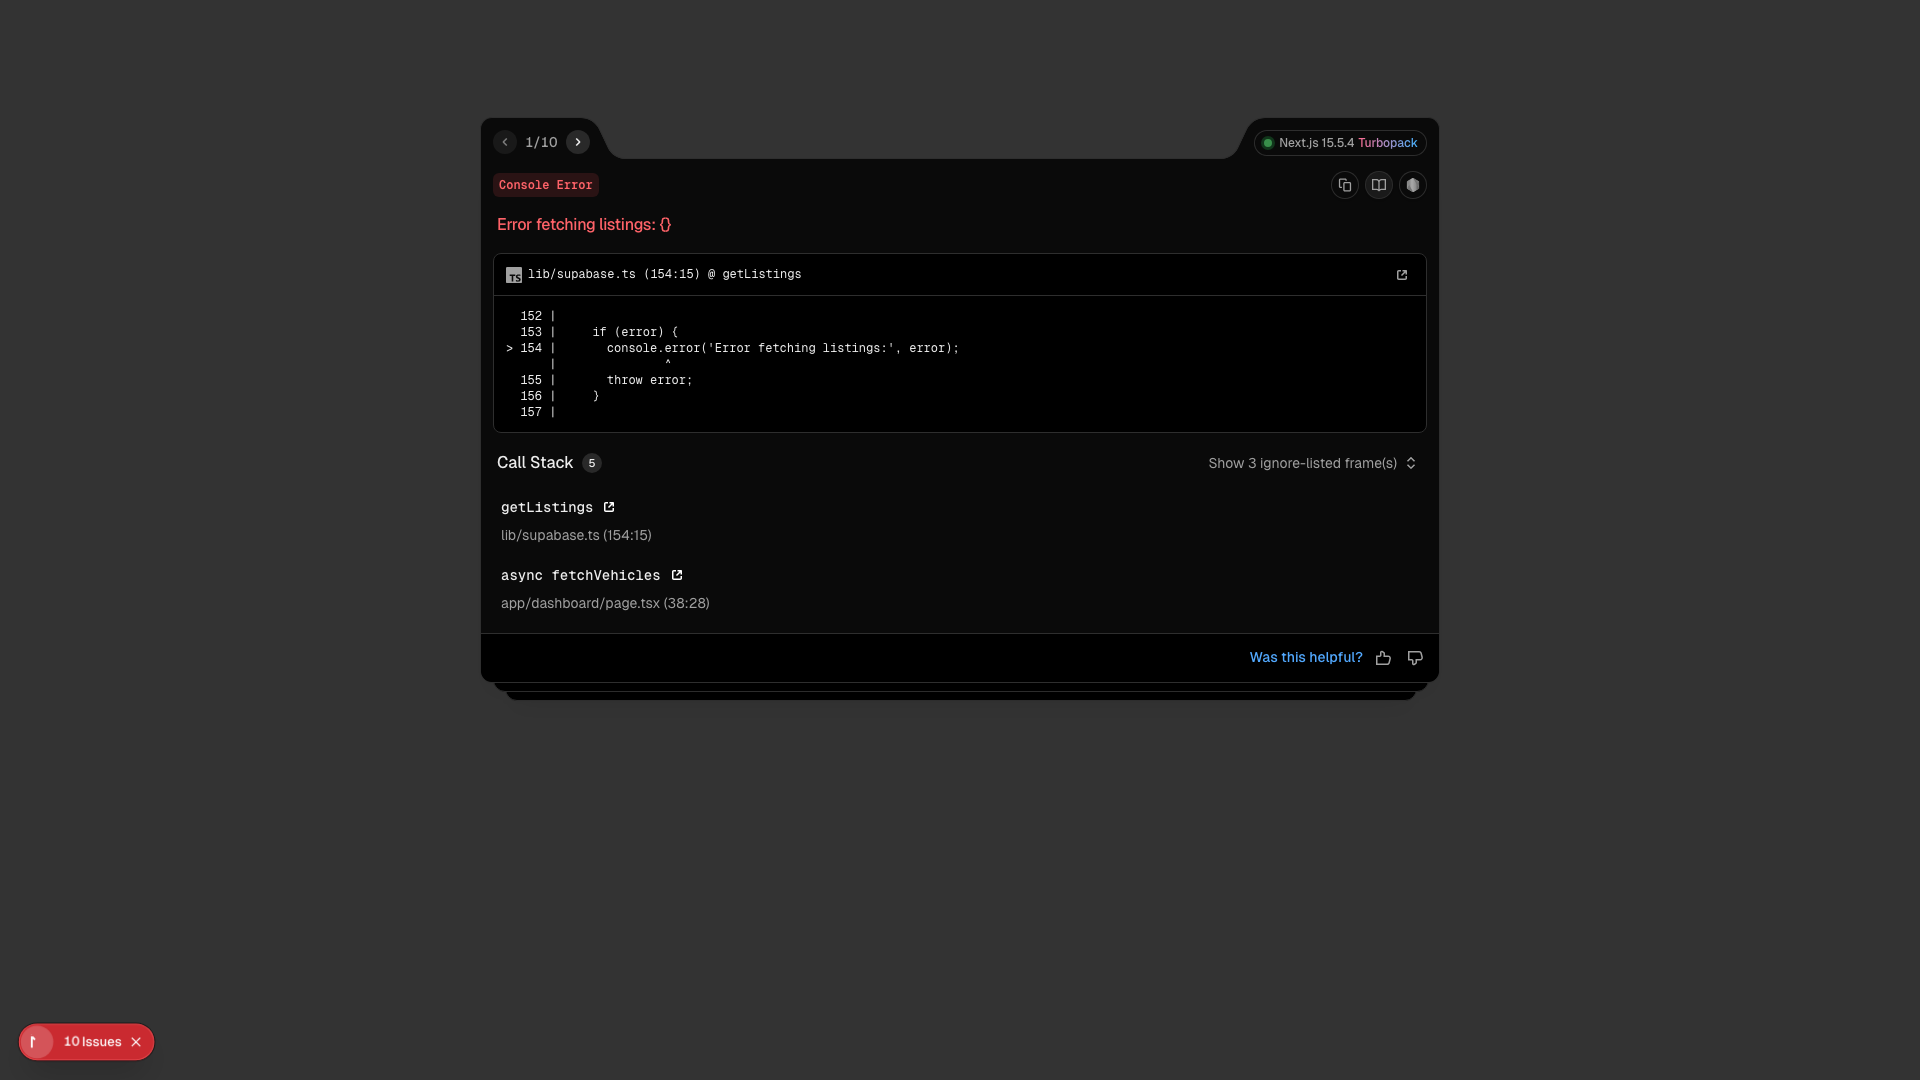 1/10
Next.js 15.5.4 Turbopack
Console Error
Error fetching listings: {}
TS lib/supabase.ts (154:15) @ getListings
152 |
153 |     if (error) {
> 154 |       console.error('Error fetching listings:', error);
|               ^
155 |       throw error;
156 |     }
157 |
Call Stack 5
Show 3 ignore-listed frame(s)
getListings
lib/supabase.ts (154:15)
async fetchVehicles
app/dashboard/page.tsx (38:28)
Was this helpful?
10 Issues